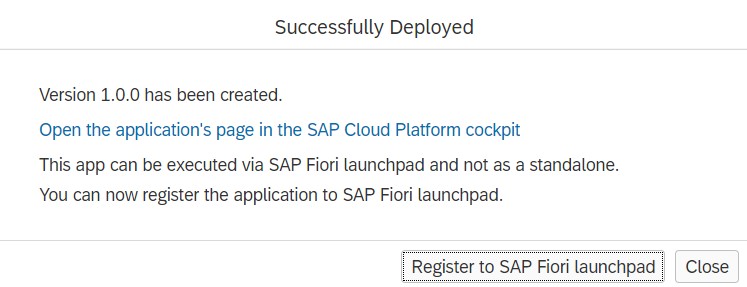 Successfully Deployed
Version 1.0.0 has been created.
Open the application's page in the SAP Cloud Platform cockpit
This app can be executed via SAP Fiori launchpad and not as a standalone.
You can now register the application to SAP Fiori launchpad.
Register to SAP Fiori launchpad Close